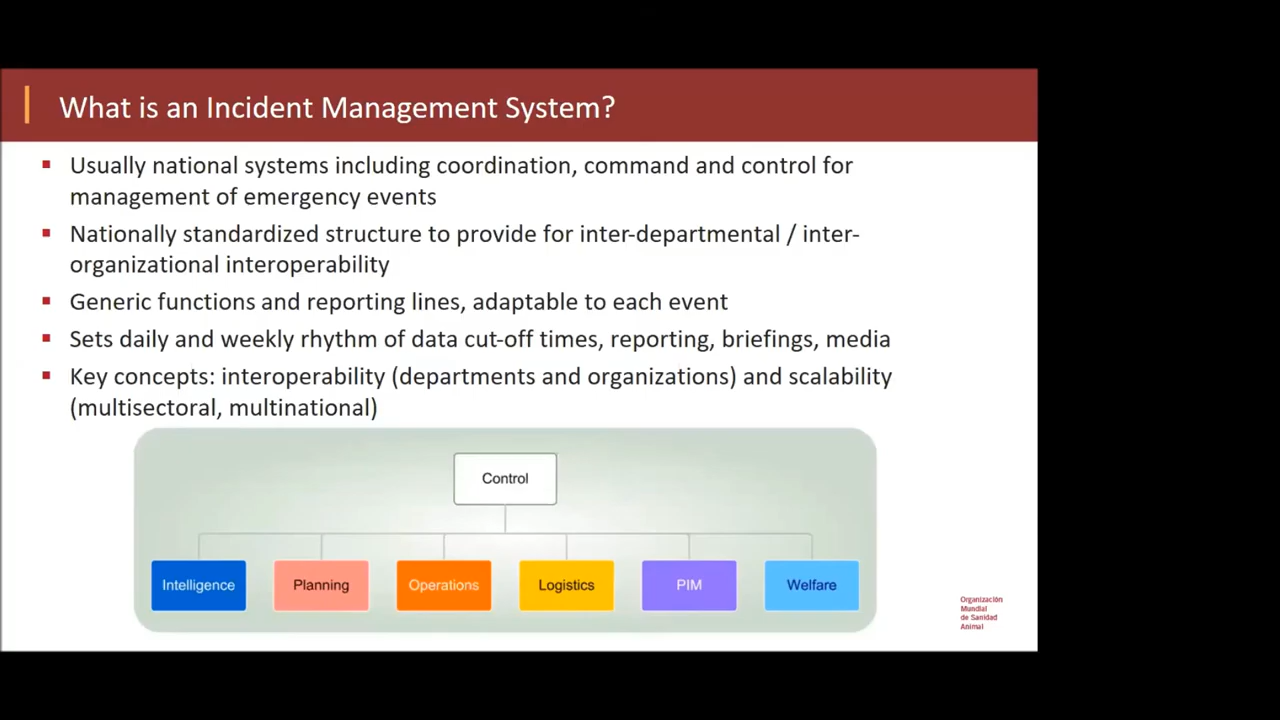 What is an Incident Management System?
Usually national systems including coordination, command and control for
management of emergency events
Nationally standardized structure to provide for inter-departmental / inter-
organizational interoperability
Generic functions and reporting lines, adaptable to each event
Sets daily and weekly rhythm of data cut-off times, reporting, briefings, media
Key concepts: interoperability (departments and organizations) and scalability
(multisectoral, multinational)
Control
Intelligence
Planning
Operations
Logistics
PIM
Welfare
Organización
Mundial
de Sanidad
Animal